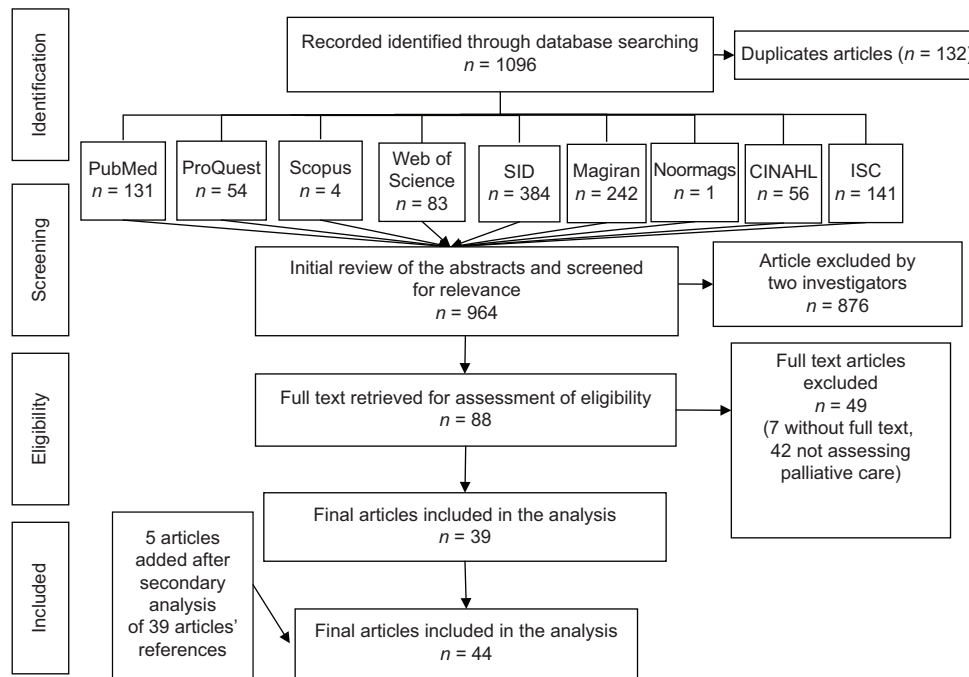 Identification
Recorded identified through database searching
n = 1096
Duplicates articles (n = 132)
PubMed
n = 131
ProQuest
n = 54
Scopus
n = 4
Web of
Science
n = 83
SID
n = 384
Magiran
n = 242
Noormags
n = 1
CINAHL
n = 56
ISC
n = 141
Screening
Initial review of the abstracts and screened
for relevance
n = 964
Article excluded by
two investigators
n = 876
Eligibility
Full text retrieved for assessment of eligibility
n = 88
Full text articles
excluded
n = 49
(7 without full text,
42 not assessing
palliative care)
Final articles included in the analysis
n = 39
Included
5 articles
added after
secondary
analysis
of 39 articles’
references
Final articles included in the analysis
n = 44